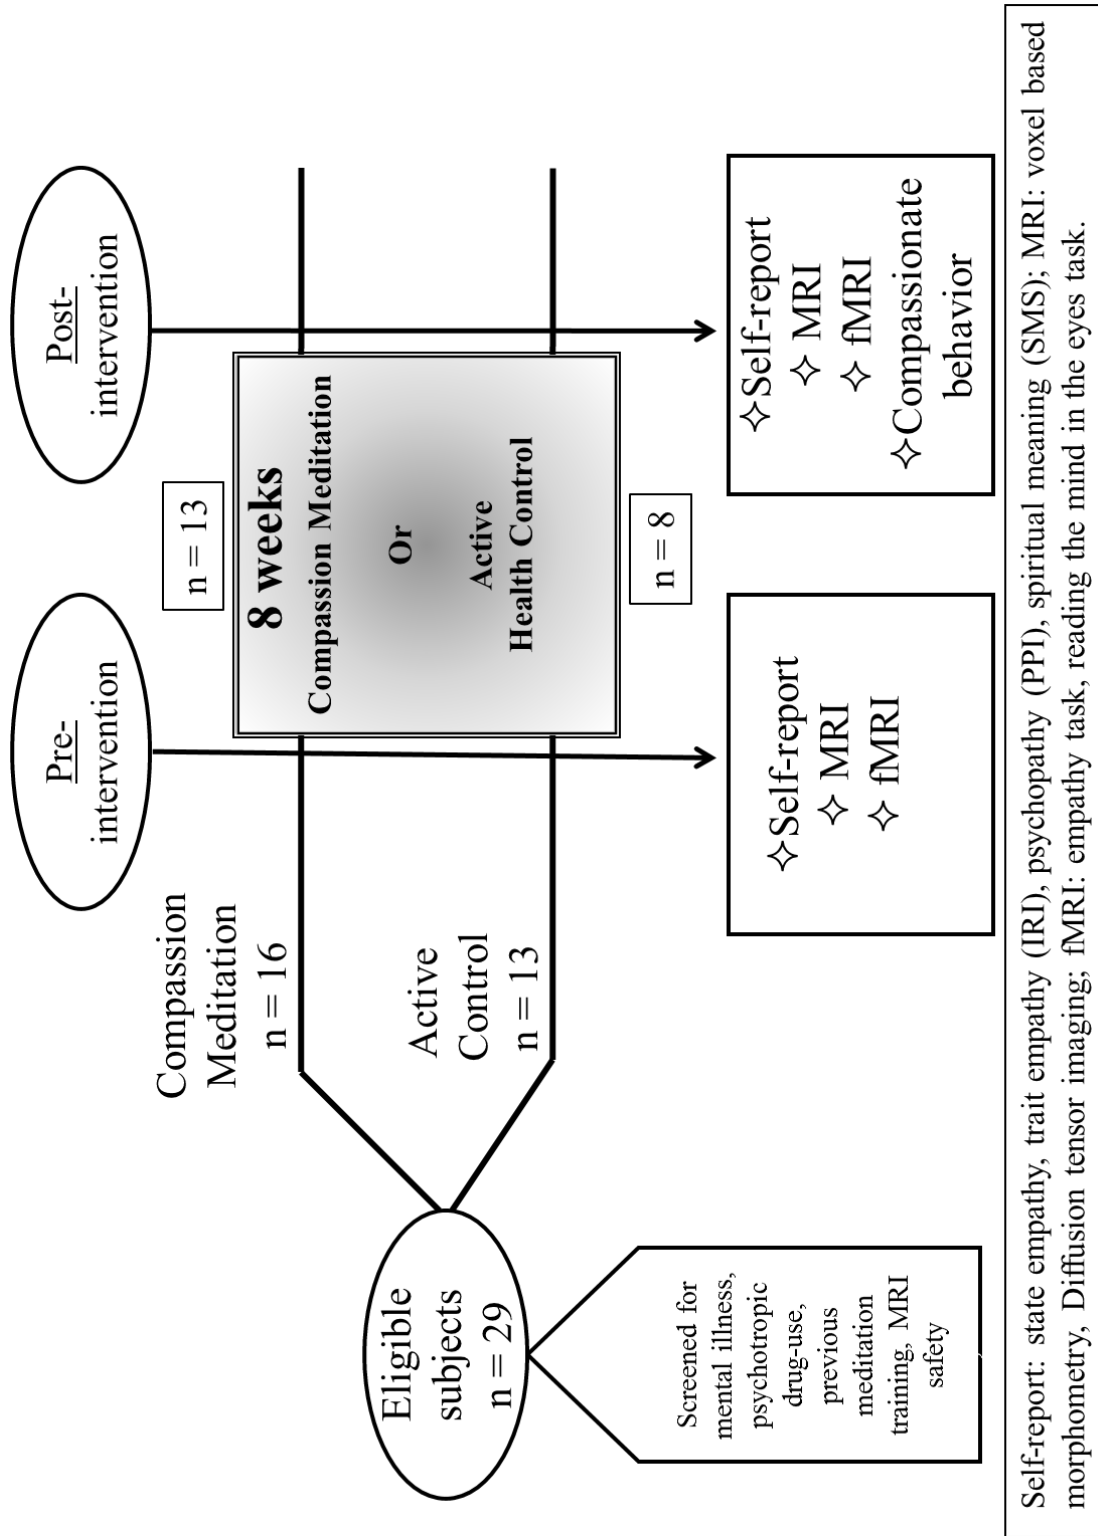 Pre-
intervention
Post-
intervention
Compassion
Meditation
n = 16
n = 13
8 weeks
Compassion Meditation
Or
Active
Health Control
Eligible
subjects
n = 29
Active
Control
n = 13
n = 8
Screened for
mental illness,
psychotropic
drug-use,
previous
meditation
training, MRI
safety
✧Self-report
✧ MRI
✧ fMRI
✧Self-report
✧ MRI
✧ fMRI
✧Compassionate
behavior
Self-report: state empathy, trait empathy (IRI), psychopathy (PPI), spiritual meaning (SMS); MRI: voxel based
morphometry, Diffusion tensor imaging; fMRI: empathy task, reading the mind in the eyes task.